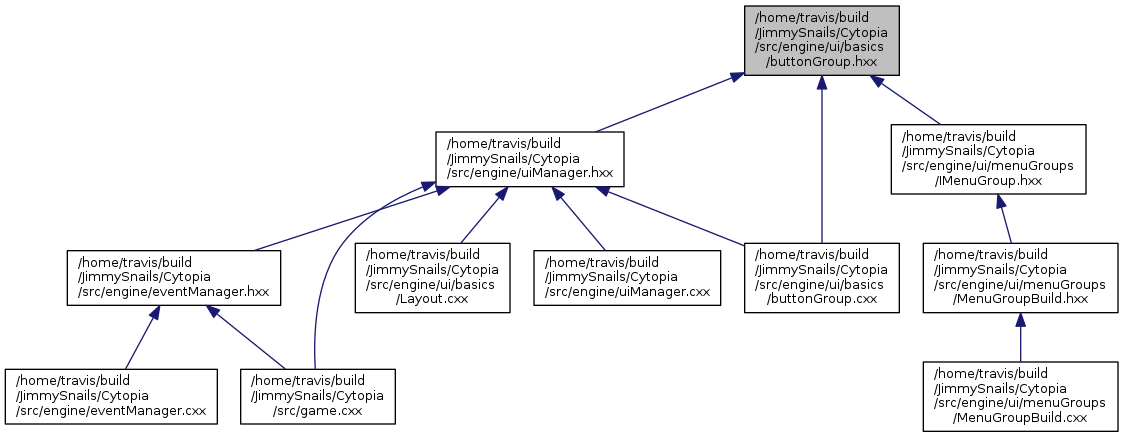 /home/travis/build
/JimmySnails/Cytopia
/src/engine/ui/basics
/buttonGroup.hxx
/home/travis/build
/JimmySnails/Cytopia
/src/engine/uiManager.hxx
/home/travis/build
/JimmySnails/Cytopia
/src/engine/ui/menuGroups
/IMenuGroup.hxx
/home/travis/build
/JimmySnails/Cytopia
/src/engine/eventManager.hxx
/home/travis/build
/JimmySnails/Cytopia
/src/engine/ui/basics
/Layout.cxx
/home/travis/build
/JimmySnails/Cytopia
/src/engine/uiManager.cxx
/home/travis/build
/JimmySnails/Cytopia
/src/engine/ui/basics
/buttonGroup.cxx
/home/travis/build
/JimmySnails/Cytopia
/src/engine/ui/menuGroups
/MenuGroupBuild.hxx
/home/travis/build
/JimmySnails/Cytopia
/src/engine/eventManager.cxx
/home/travis/build
/JimmySnails/Cytopia
/src/game.cxx
/home/travis/build
/JimmySnails/Cytopia
/src/engine/ui/menuGroups
/MenuGroupBuild.cxx